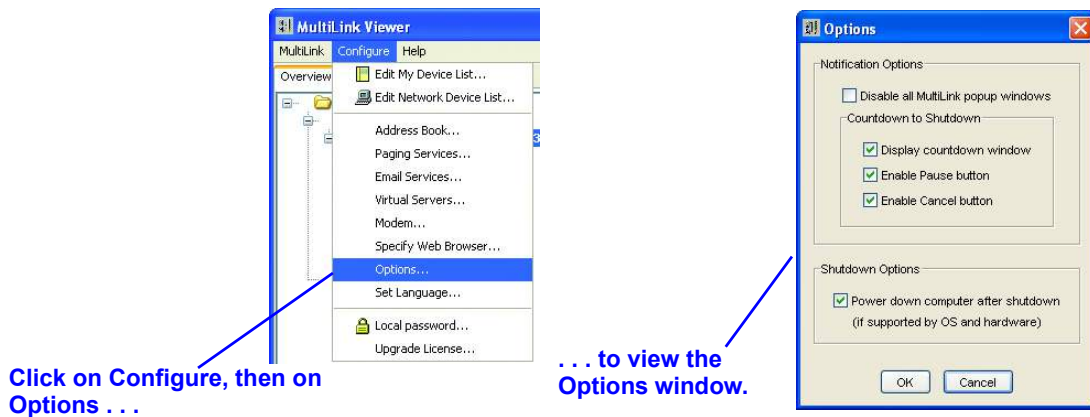 MultiLink Viewer
MultiLink Configure Help
Overview
Edit My Device List...
Edit Network Device List...
Address Book...
Paging Services...
Email Services...
Virtual Servers...
Modem...
Specify Web Browser...
Options...
Set Language...
Local password...
Upgrade License...
Click on Configure, then on
Options . . .
. . . to view the
Options window.
Options
Notification Options
Disable all MultiLink popup windows
Countdown to Shutdown
Display countdown window
Enable Pause button
Enable Cancel button
Shutdown Options
Power down computer after shutdown
(if supported by OS and hardware)
OK Cancel